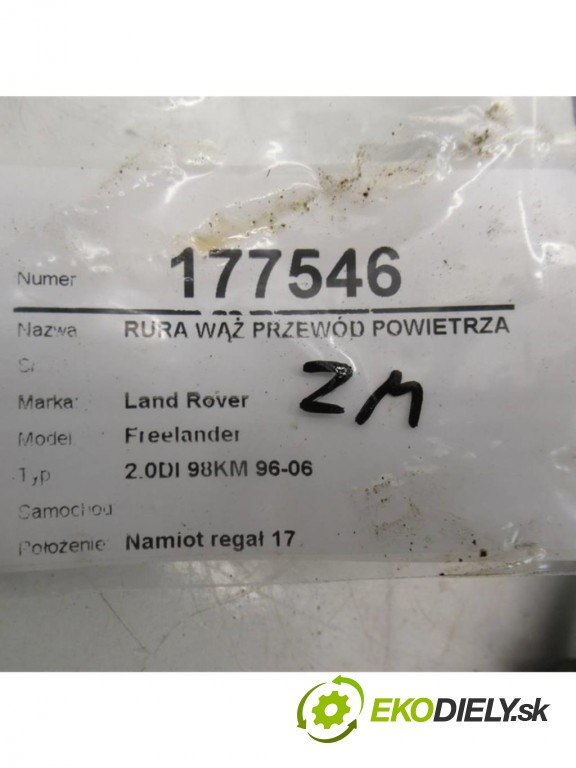 Numer 177546
Nazwa RURA WĄŻ PRZEWÓD POWIETRZA
Marka: Land Rover
ZM
Model Freelander
Typ 2.0DI 98KM 96-06
Samochod
Położenie: Namiot regał 17
EKODIELY.sk